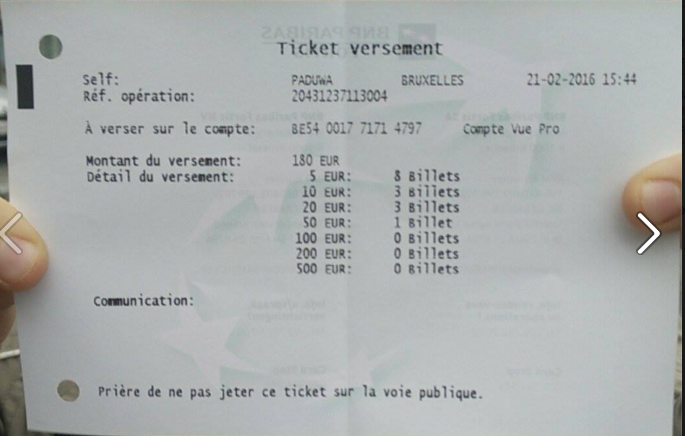 BNP PARIBAS
Ticket versement
Self: PADUWA BRUXELLES 21-02-2016 15:44
Réf. opération: 20431237113004
À verser sur le compte: BE54 0017 7171 4797 Compte Vue Pro
Montant du versement: 180 EUR
Détail du versement: 5 EUR: 8 Billets
10 EUR: 3 Billets
20 EUR: 3 Billets
50 EUR: 1 Billet
100 EUR: 0 Billets
200 EUR: 0 Billets
500 EUR: 0 Billets
Communication:
Prière de ne pas jeter ce ticket sur la voie publique.